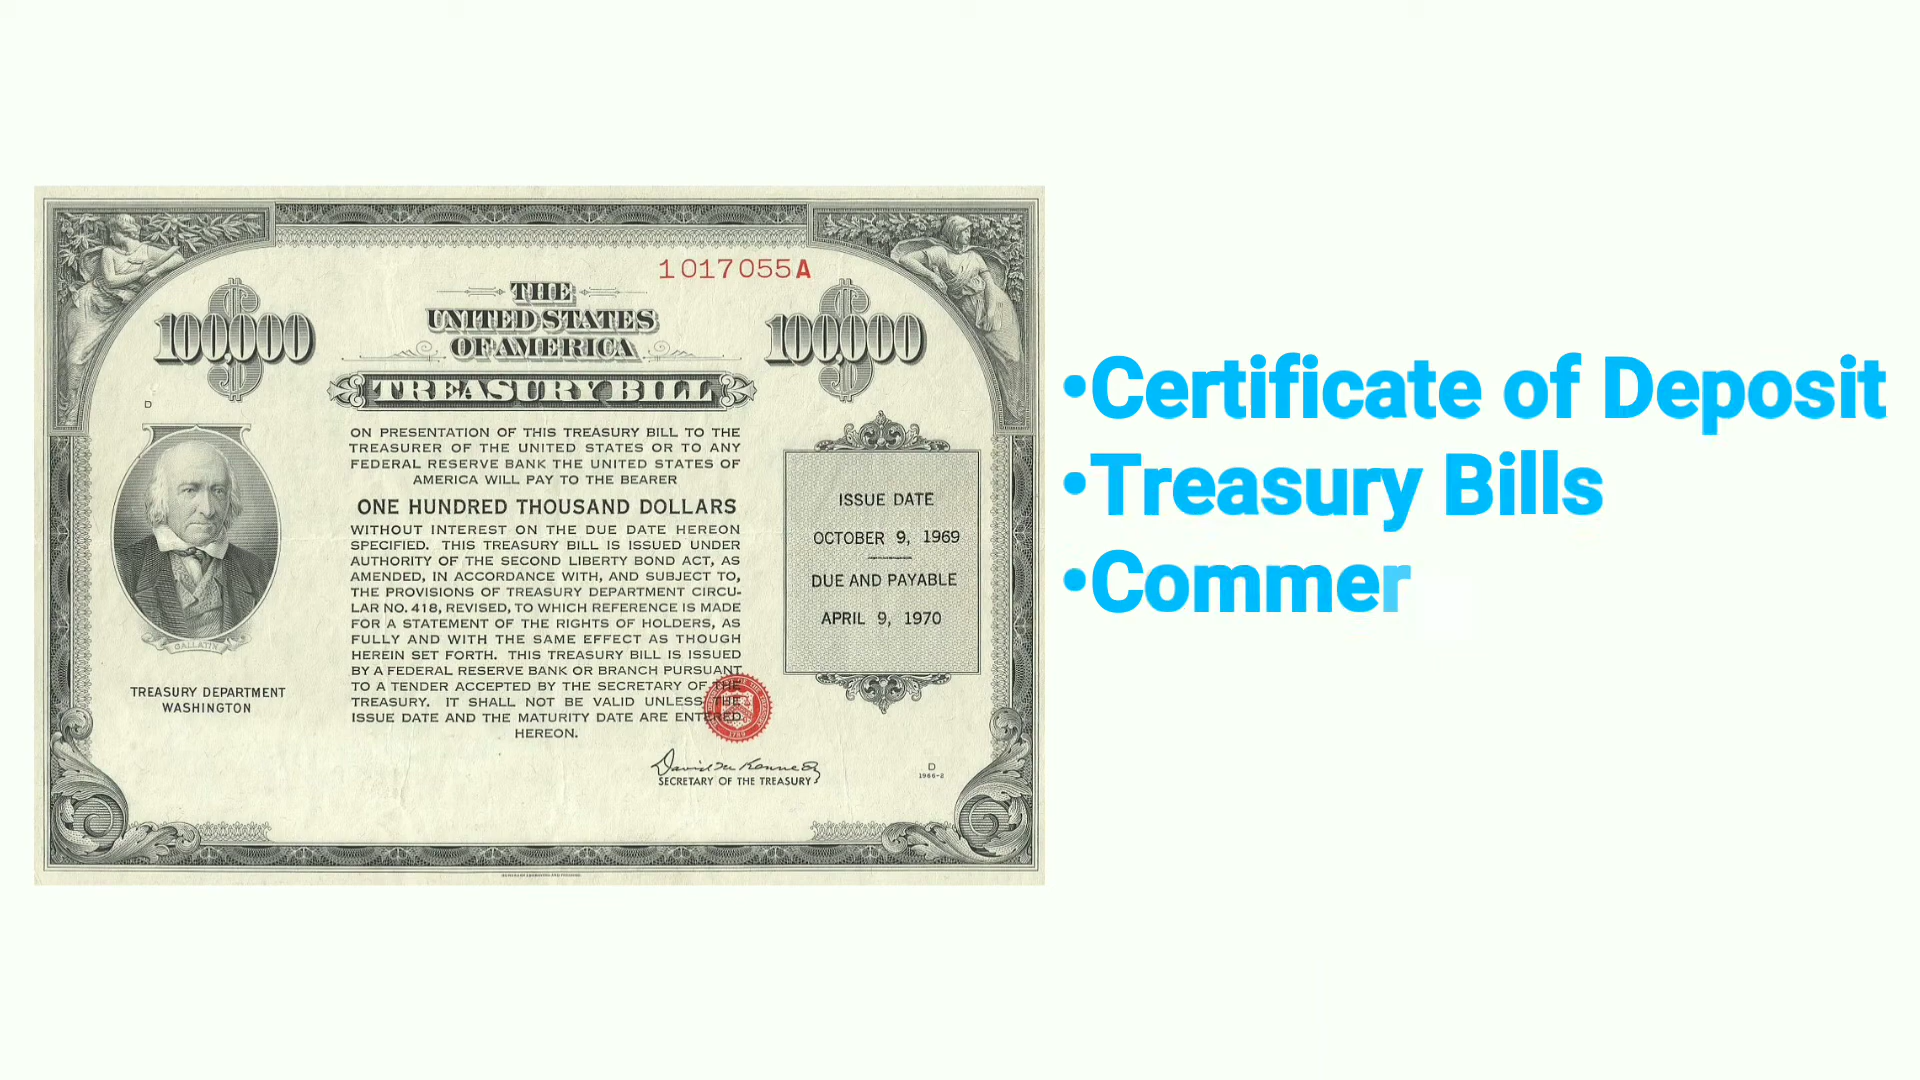 1017055A
THE
UNITED STATES
OF AMERICA
100,000
100,000
TREASURY BILL
D
ON PRESENTATION OF THIS TREASURY BILL TO THE
TREASURER OF THE UNITED STATES OR TO ANY
FEDERAL RESERVE BANK THE UNITED STATES OF
AMERICA WILL PAY TO THE BEARER
ONE HUNDRED THOUSAND DOLLARS
WITHOUT INTEREST ON THE DUE DATE HEREON
SPECIFIED. THIS TREASURY BILL IS ISSUED UNDER
AUTHORITY OF THE SECOND LIBERTY BOND ACT, AS
AMENDED, IN ACCORDANCE WITH, AND SUBJECT TO,
THE PROVISIONS OF TREASURY DEPARTMENT CIRCU-
LAR NO. 418, REVISED, TO WHICH REFERENCE IS MADE
FOR A STATEMENT OF THE RIGHTS OF HOLDERS, AS
FULLY AND WITH THE SAME EFFECT AS THOUGH
HEREIN SET FORTH. THIS TREASURY BILL IS ISSUED
BY A FEDERAL RESERVE BANK OR BRANCH PURSUANT
TO A TENDER ACCEPTED BY THE SECRETARY OF THE
TREASURY. IT SHALL NOT BE VALID UNLESS THE
ISSUE DATE AND THE MATURITY DATE ARE ENTERED
HEREON.
GALLATIN
TREASURY DEPARTMENT
WASHINGTON
ISSUE DATE
OCTOBER 9, 1969
DUE AND PAYABLE
APRIL 9, 1970
1789
SECRETARY OF THE TREASURY
D
1966-2
•Certificate of Deposit
•Treasury Bills
•Commer